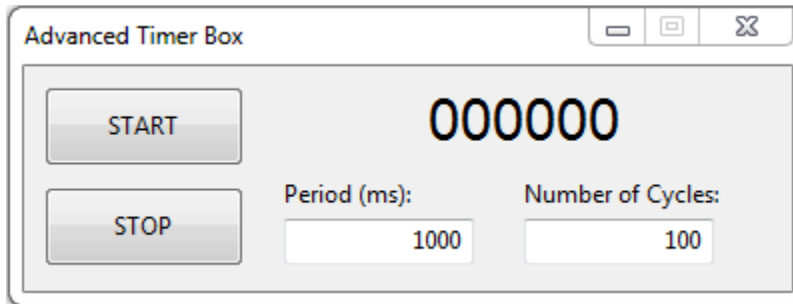 Advanced Timer Box
START
000000
STOP
Period (ms):
1000
Number of Cycles:
100